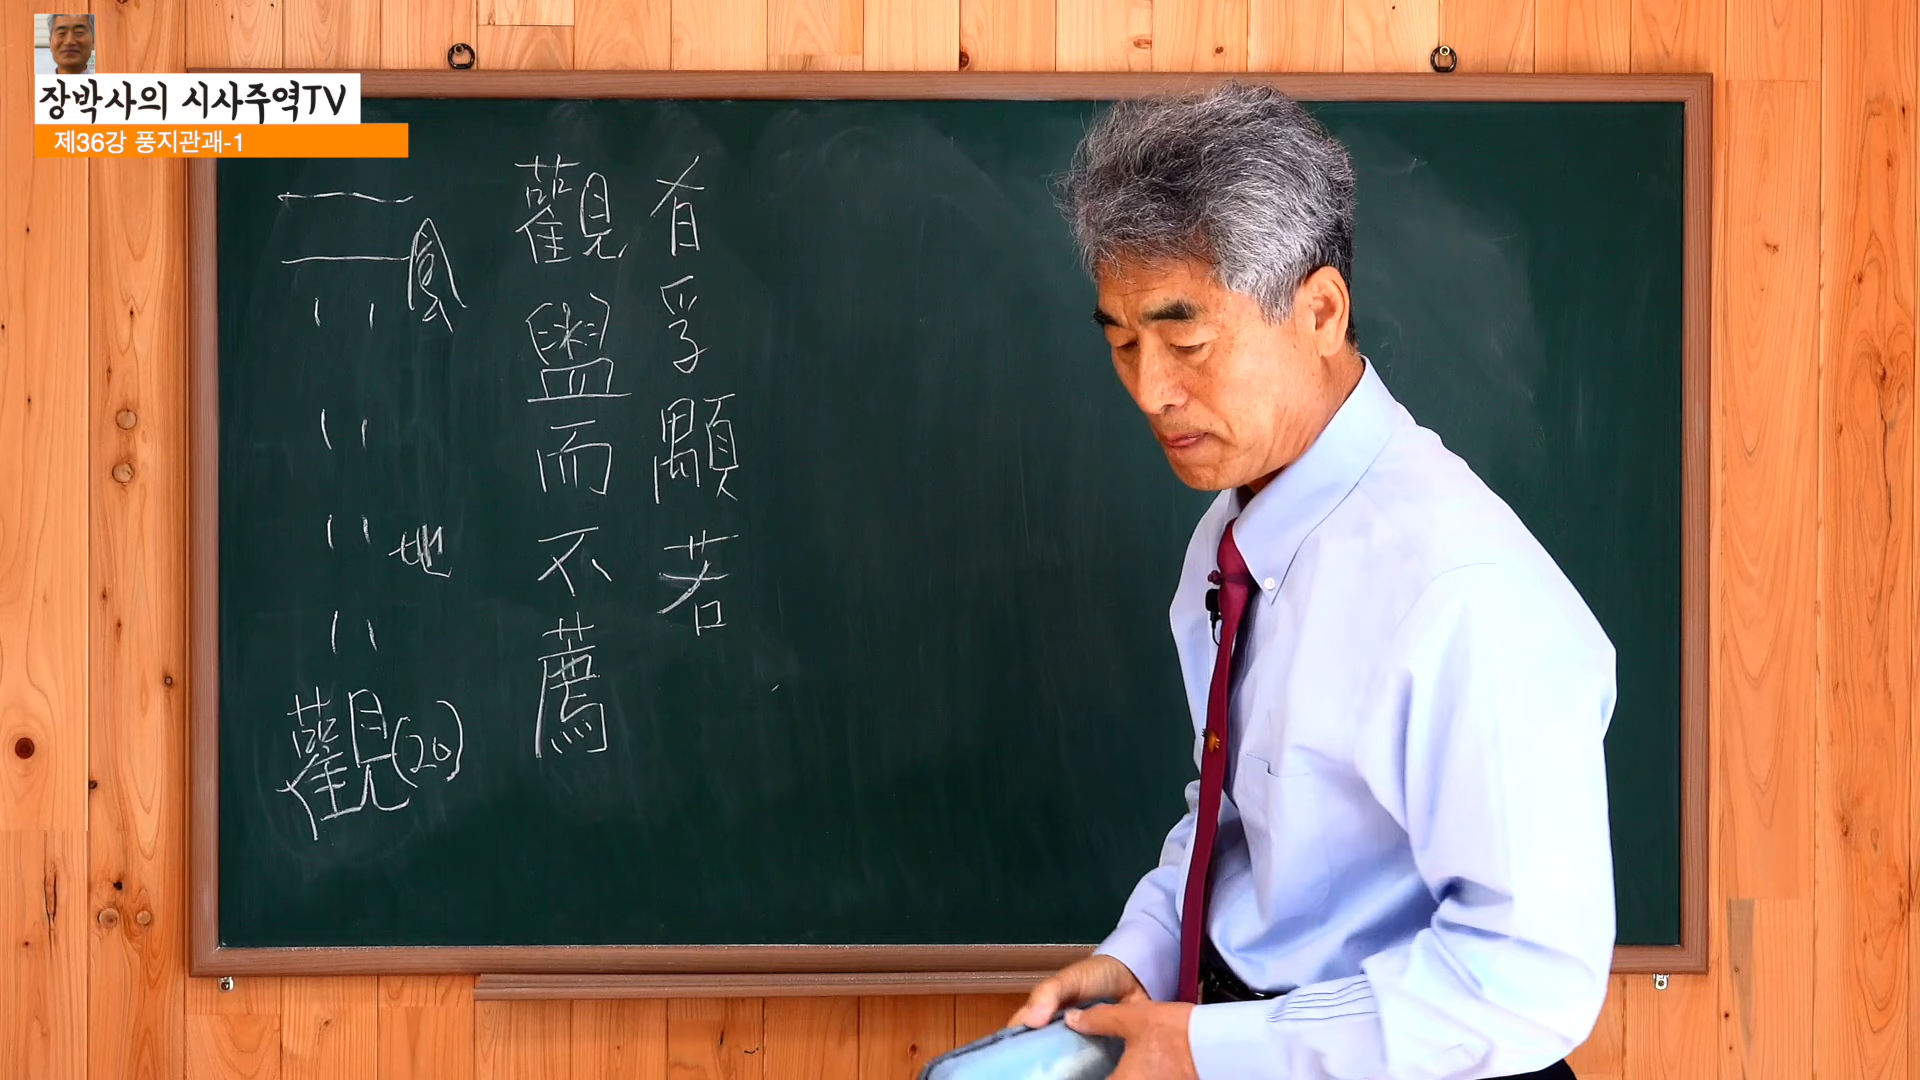 장박사의 시사주역TV
제36강 풍지관괘-1
風
地
觀(20)
觀盥而不薦
有孚顒若